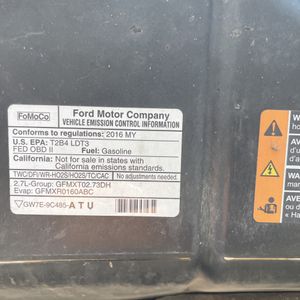 FoMoCo
Ford Motor Company
VEHICLE EMISSION CONTROL INFORMATION
Conforms to regulations: 2016 MY
U.S. EPA: T2B4 LDT3
FED OBD II Fuel: Gasoline
California: Not for sale in states with
California emissions standards.
TWC/DFI/WR-HO2S/HO2S/TC/CAC No adjustments needed.
2.7L-Group: GFMXT02.73DH
Evap: GFMXR0160ABC
GW7E-9C485-A T U